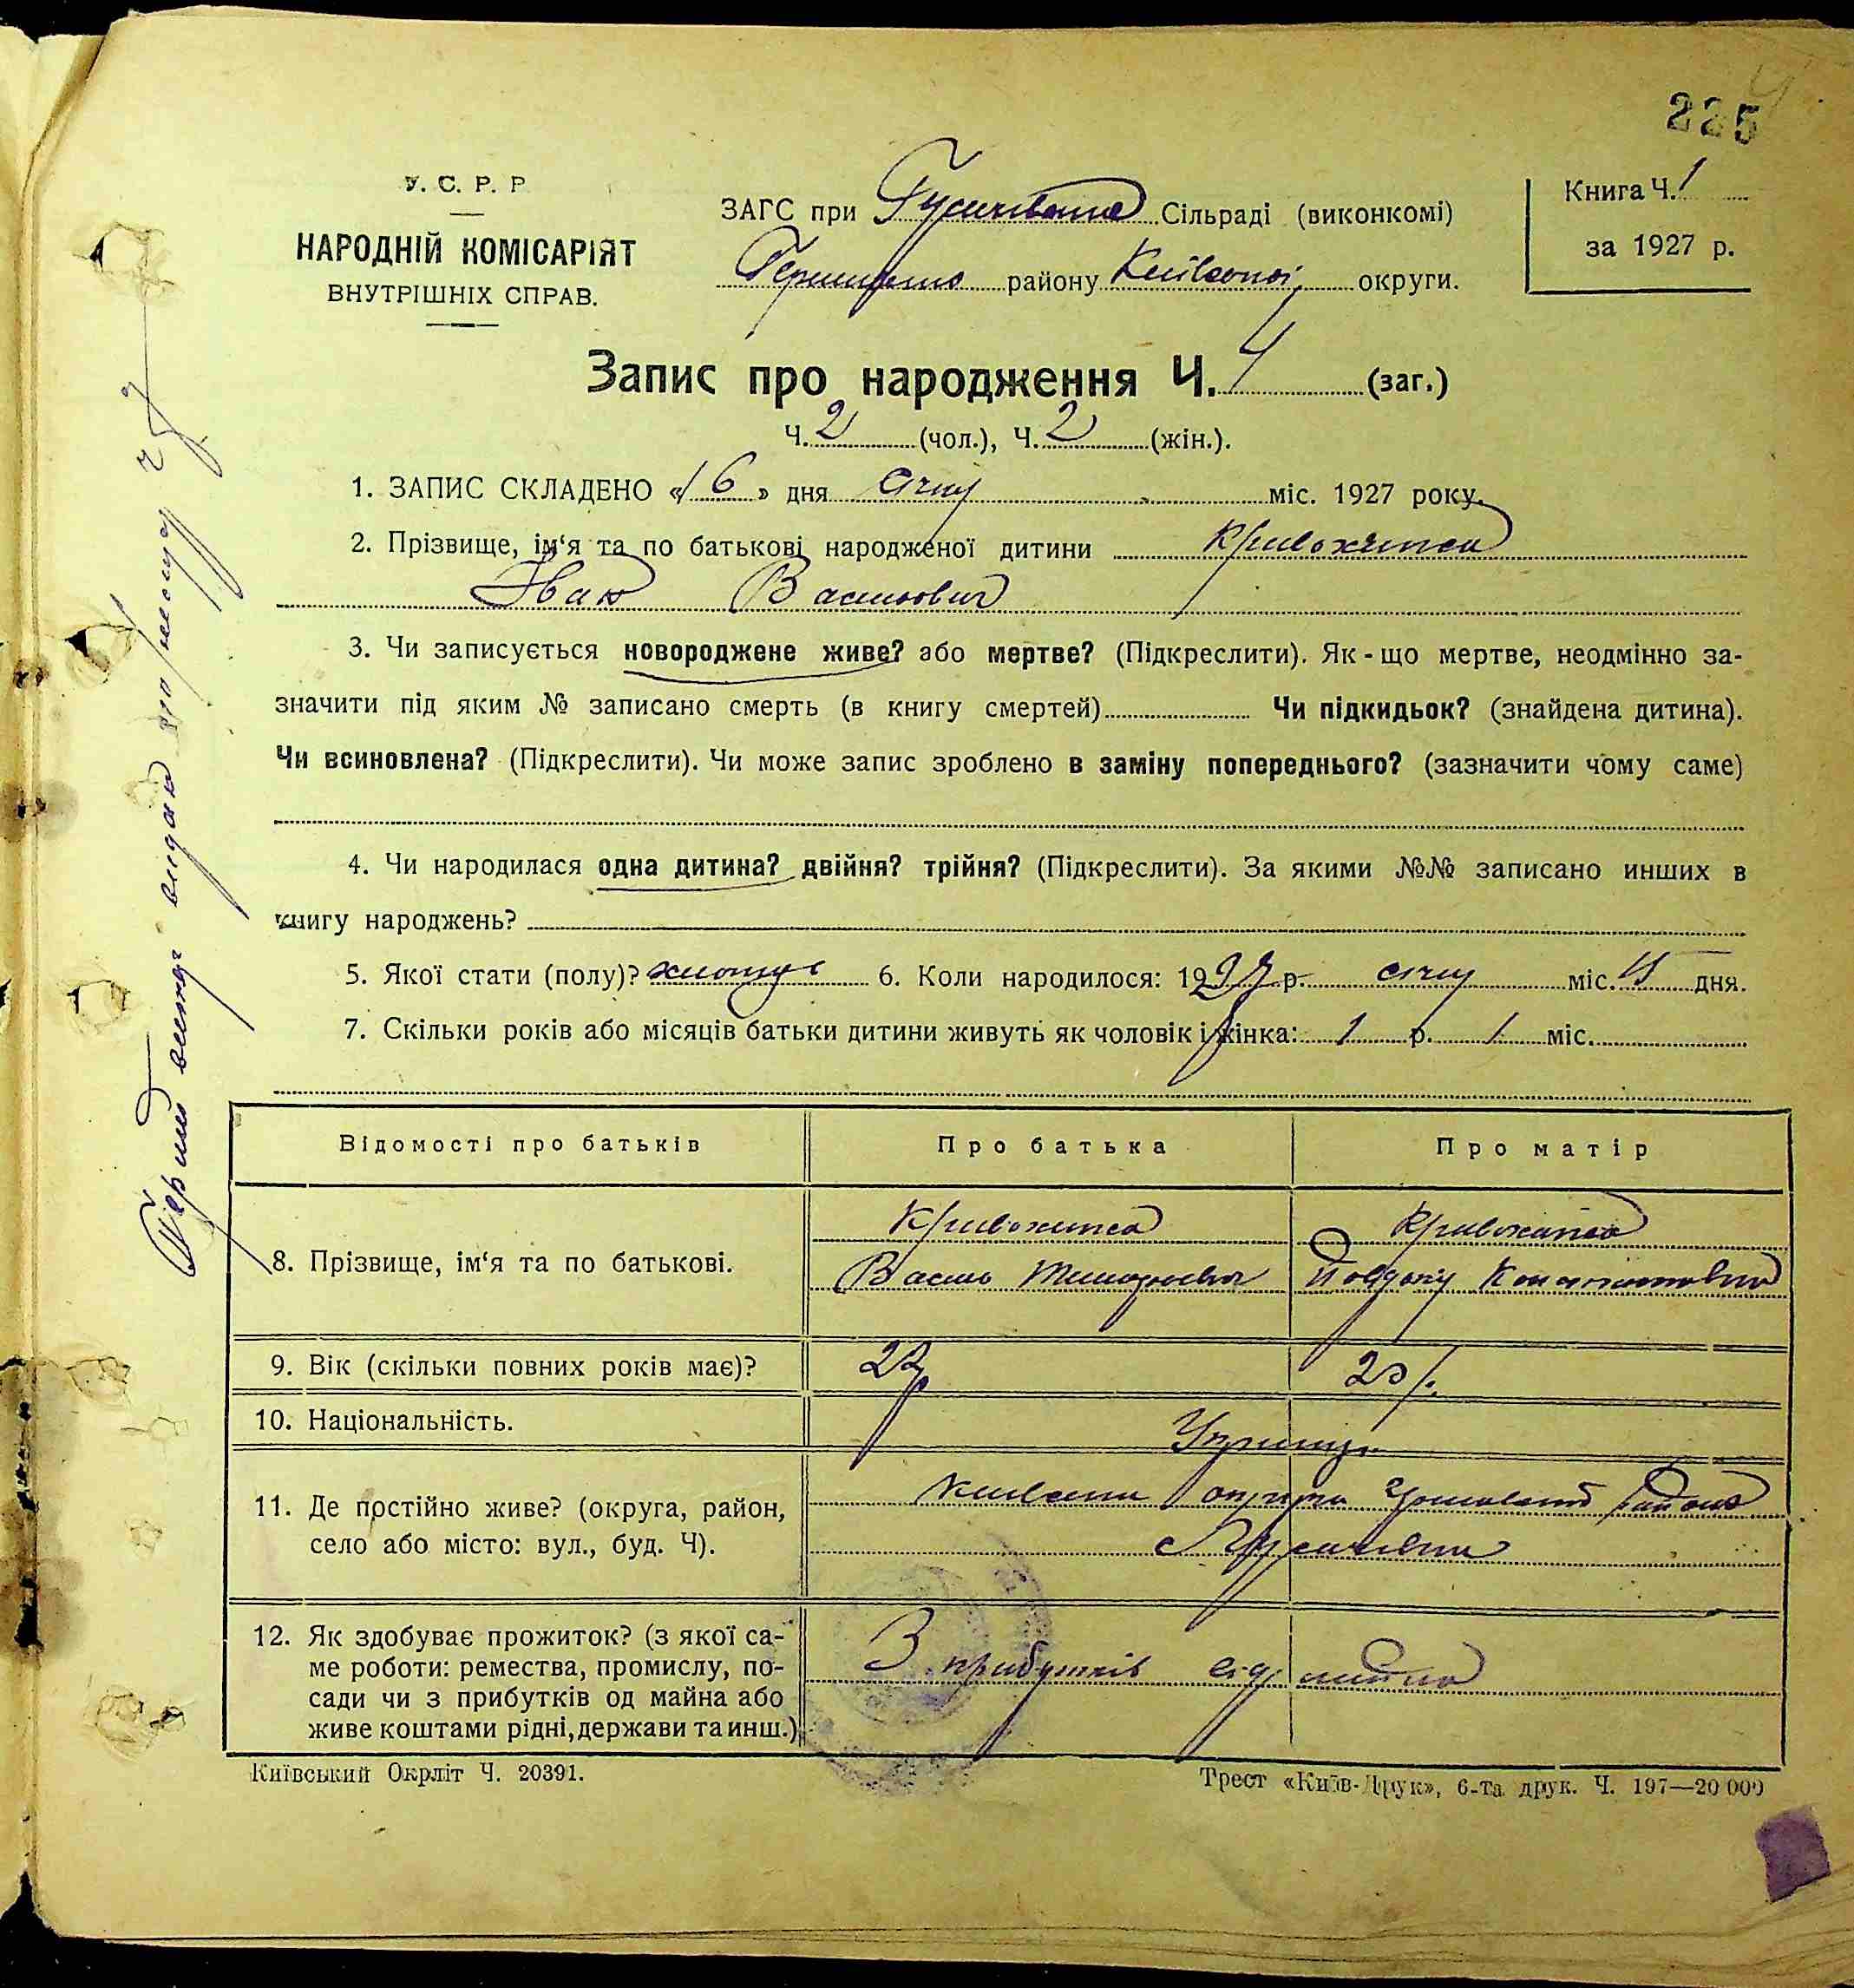 225
У. С. Р. Р
НАРОДНІЙ КОМІСАРІЯТ
ВНУТРІШНІХ СПРАВ.
ЗАГС при Сільраді (виконкомі)
району Київської округи.
Книга Ч. 1
за 1927 р.
Запис про народження Ч. 4 (заг.)
Ч. 2 (чол.), Ч. 2 (жін.).
1. ЗАПИС СКЛАДЕНО « 6 » дня січня міс. 1927 року.
2. Прізвище, ім‘я та по батькові народженої дитини
Іван Васильович
3. Чи записується новороджене живе? або мертве? (Підкреслити). Як-що мертве, неодмінно за-
значити під яким № записано смерть (в книгу смертей) Чи підкидьок? (знайдена дитина).
Чи всиновлена? (Підкреслити). Чи може запис зроблено в заміну попереднього? (зазначити чому саме)
4. Чи народилася одна дитина? двійня? трійня? (Підкреслити). За якими №№ записано инших в
книгу народжень?
5. Якої стати (полу)? 6. Коли народилося: 1927 р. січня міс. дня.
7. Скільки років або місяців батьки дитини живуть як чоловік і жінка: 1 р. 1 міс.
Відомості про батьків
Про батька
Про матір
8. Прізвище, ім‘я та по батькові.
Василь
9. Вік (скільки повних років має)?
22р
20 р.
10. Національність.
11. Де постійно живе? (округа, район,
село або місто: вул., буд. Ч).
12. Як здобуває прожиток? (з якої са-
ме роботи: ремества, промислу, по-
сади чи з прибутків од майна або
живе коштами рідні, держави та инш.)
З прибутків від майна
Київський Окрліт Ч. 20391.
Трест «Київ-Друк», 6-та друк. Ч. 197—20 000